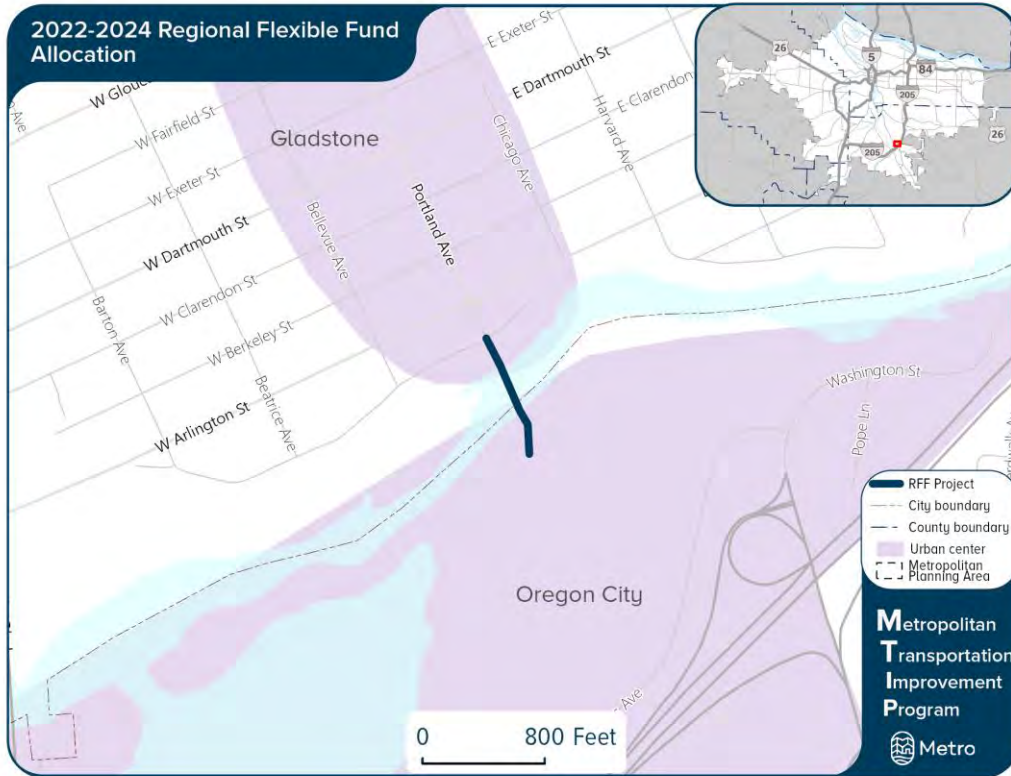 2022-2024 Regional Flexible Fund
Allocation
26
5
84
205
26
205
E Exeter St
W Fairfield St
E Dartmouth St
E Clarendon
Harvard Ave
Chicago Ave
Gladstone
W Exeter St
Portland Ave
Bellevue Ave
W Dartmouth St
W Clarendon St
Barton Ave
W Berkeley St
Beatrice Ave
W Arlington St
Washington St
Pope Ln
Oregon City
Ave
RFF Project
City boundary
County boundary
Urban center
Metropolitan
Planning Area
Metropolitan
Transportation
Improvement
Program
Metro
0 800 Feet